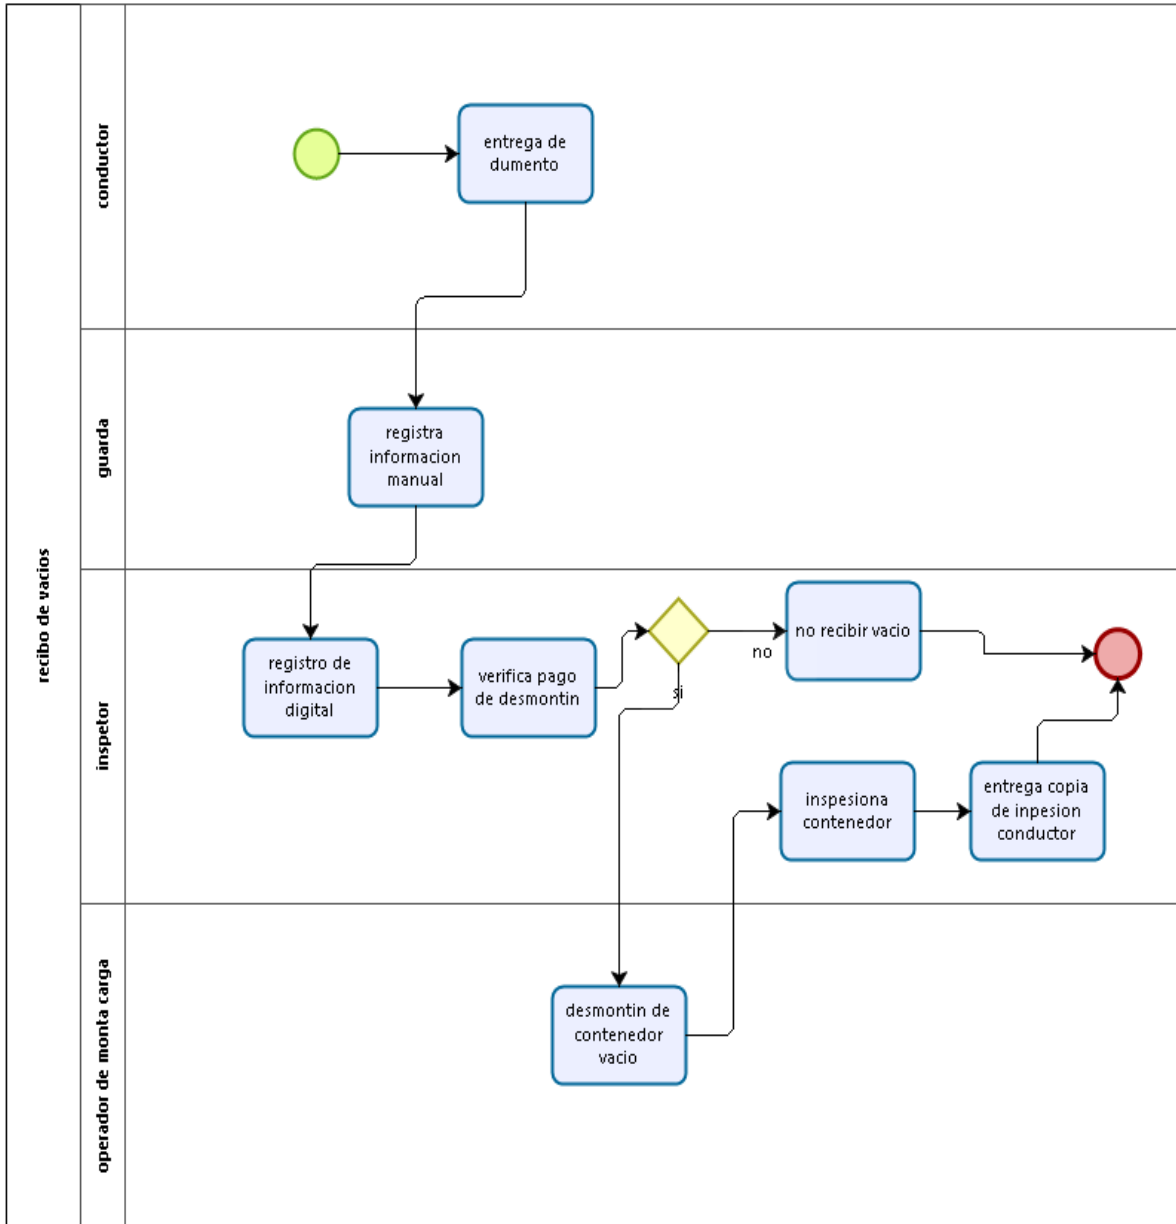 recibo de vacios
conductor
entrega de
dumento
guarda
registra
informacion
manual
inspetor
registro de
informacion
digital
verifica pago
de desmontin
no
si
no recibir vacio
inspesiona
contenedor
entrega copia
de inpesion
conductor
operador de monta carga
desmontin de
contenedor
vacio